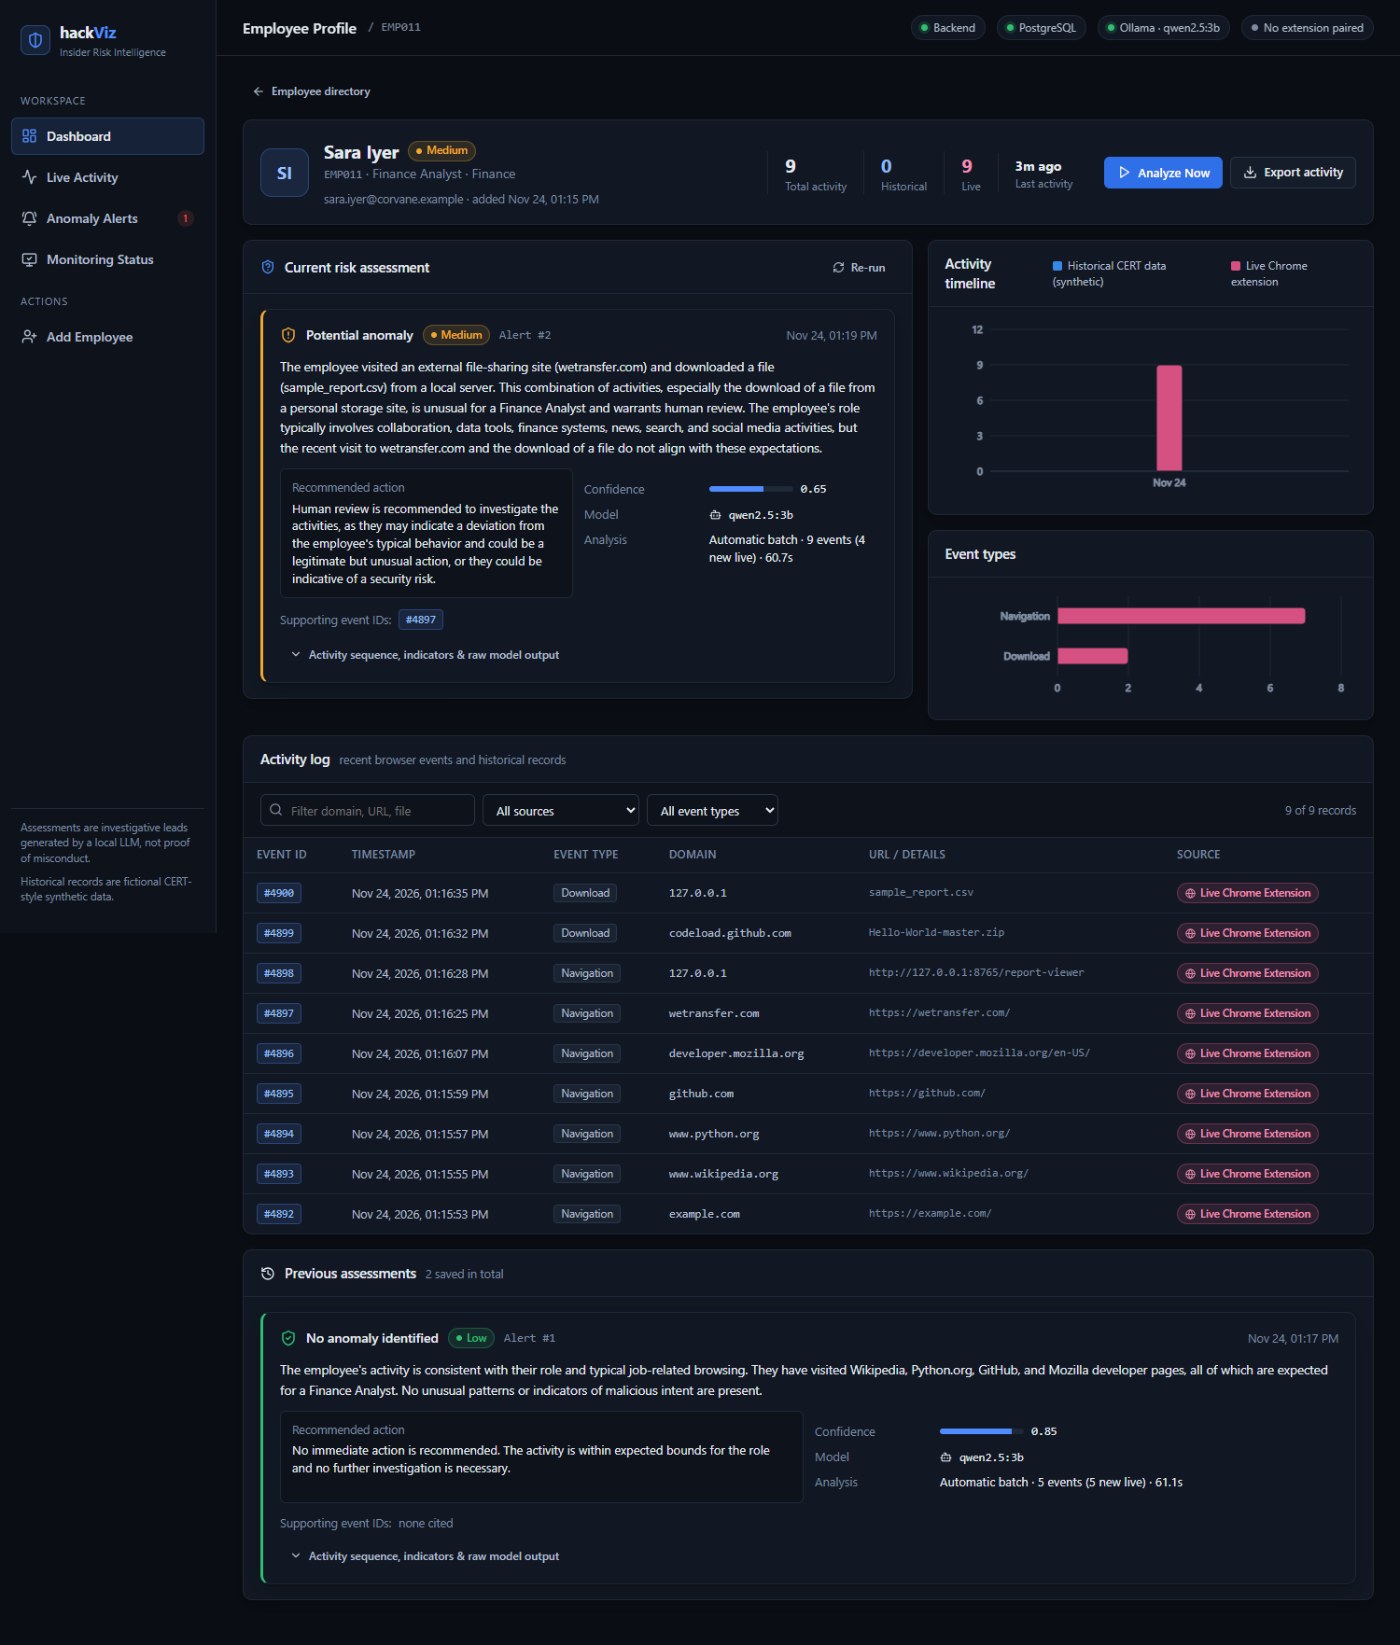 hackViz
Insider Risk Intelligence
WORKSPACE
Dashboard
Live Activity
Anomaly Alerts 1
Monitoring Status
ACTIONS
Add Employee
Assessments are investigative leads
generated by a local LLM, not proof
of misconduct.
Historical records are fictional CERT-
style synthetic data.
Employee Profile / EMP011
Backend
PostgreSQL
Ollama · qwen2.5:3b
No extension paired
Employee directory
SI
Sara Iyer Medium
EMP011 · Finance Analyst · Finance
sara.iyer@corvane.example · added Nov 24, 01:15 PM
9
Total activity
0
Historical
9
Live
3m ago
Last activity
Analyze Now
Export activity
Current risk assessment
Re-run
Potential anomaly Medium Alert #2 Nov 24, 01:19 PM
The employee visited an external file-sharing site (wetransfer.com) and downloaded a file
(sample_report.csv) from a local server. This combination of activities, especially the download of a file from
a personal storage site, is unusual for a Finance Analyst and warrants human review. The employee's role
typically involves collaboration, data tools, finance systems, news, search, and social media activities, but
the recent visit to wetransfer.com and the download of a file do not align with these expectations.
Recommended action
Human review is recommended to investigate the
activities, as they may indicate a deviation from
the employee's typical behavior and could be a
legitimate but unusual action, or they could be
indicative of a security risk.
Confidence 0.65
Model qwen2.5:3b
Analysis Automatic batch · 9 events (4
new live) · 60.7s
Supporting event IDs: #4897
Activity sequence, indicators & raw model output
Activity
timeline
Historical CERT data
(synthetic)
Live Chrome
extension
12
9
6
3
0
Nov 24
Event types
Navigation
Download
0 2 4 6 8
Activity log recent browser events and historical records
Filter domain, URL, file
All sources
All event types
9 of 9 records
EVENT ID TIMESTAMP EVENT TYPE DOMAIN URL / DETAILS SOURCE
#4900 Nov 24, 2026, 01:16:35 PM Download 127.0.0.1 sample_report.csv Live Chrome Extension
#4899 Nov 24, 2026, 01:16:32 PM Download codeload.github.com Hello-World-master.zip Live Chrome Extension
#4898 Nov 24, 2026, 01:16:28 PM Navigation 127.0.0.1 http://127.0.0.1:8765/report-viewer Live Chrome Extension
#4897 Nov 24, 2026, 01:16:25 PM Navigation wetransfer.com https://wetransfer.com/ Live Chrome Extension
#4896 Nov 24, 2026, 01:16:07 PM Navigation developer.mozilla.org https://developer.mozilla.org/en-US/ Live Chrome Extension
#4895 Nov 24, 2026, 01:15:59 PM Navigation github.com https://github.com/ Live Chrome Extension
#4894 Nov 24, 2026, 01:15:57 PM Navigation www.python.org https://www.python.org/ Live Chrome Extension
#4893 Nov 24, 2026, 01:15:55 PM Navigation www.wikipedia.org https://www.wikipedia.org/ Live Chrome Extension
#4892 Nov 24, 2026, 01:15:53 PM Navigation example.com https://example.com/ Live Chrome Extension
Previous assessments 2 saved in total
No anomaly identified Low Alert #1 Nov 24, 01:17 PM
The employee's activity is consistent with their role and typical job-related browsing. They have visited Wikipedia, Python.org, GitHub, and Mozilla developer pages, all of which are expected
for a Finance Analyst. No unusual patterns or indicators of malicious intent are present.
Recommended action
No immediate action is recommended. The activity is within expected bounds for the role
and no further investigation is necessary.
Confidence 0.85
Model qwen2.5:3b
Analysis Automatic batch · 5 events (5 new live) · 61.1s
Supporting event IDs: none cited
Activity sequence, indicators & raw model output